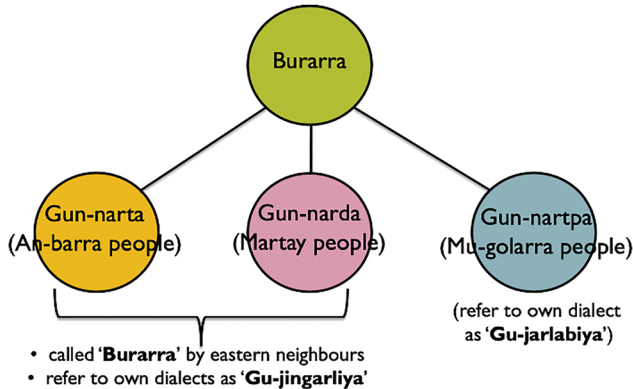 Burarra
Gun-narta
(An-barra people)
Gun-narda
(Martay people)
Gun-nartpa
(Mu-golarra people)
(refer to own dialect
as ‘Gu-jarlabiya’)
• called ‘Burarra’ by eastern neighbours
• refer to own dialects as ‘Gu-jingarliya’